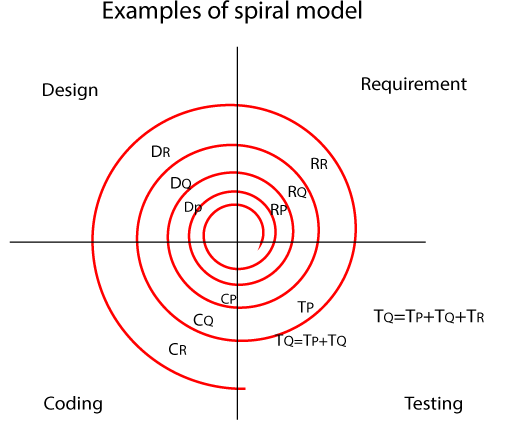 Examples of spiral model
Design
Requirement
DR
RR
DQ
RQ
Dp
RP
CP
TP
CQ
TQ=TP+TQ+TR
TQ=TP+TQ
CR
Coding
Testing